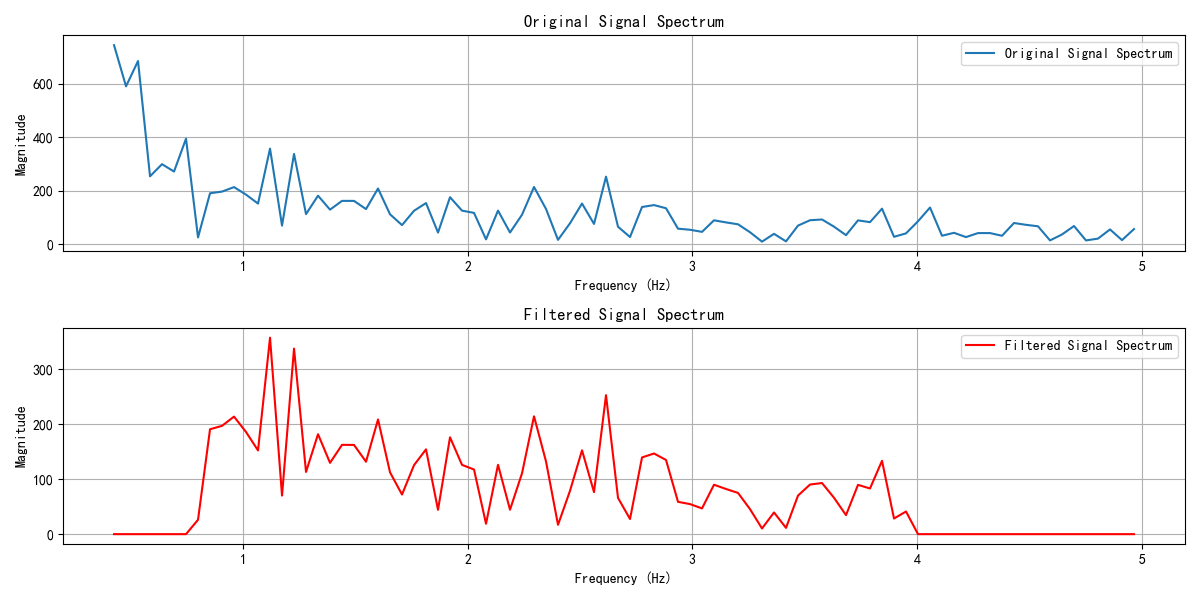 Original Signal Spectrum
Original Signal Spectrum
Magnitude
600
400
200
0
1 2 3 4 5
Frequency (Hz)
Filtered Signal Spectrum
Filtered Signal Spectrum
Magnitude
300
200
100
0
1 2 3 4 5
Frequency (Hz)